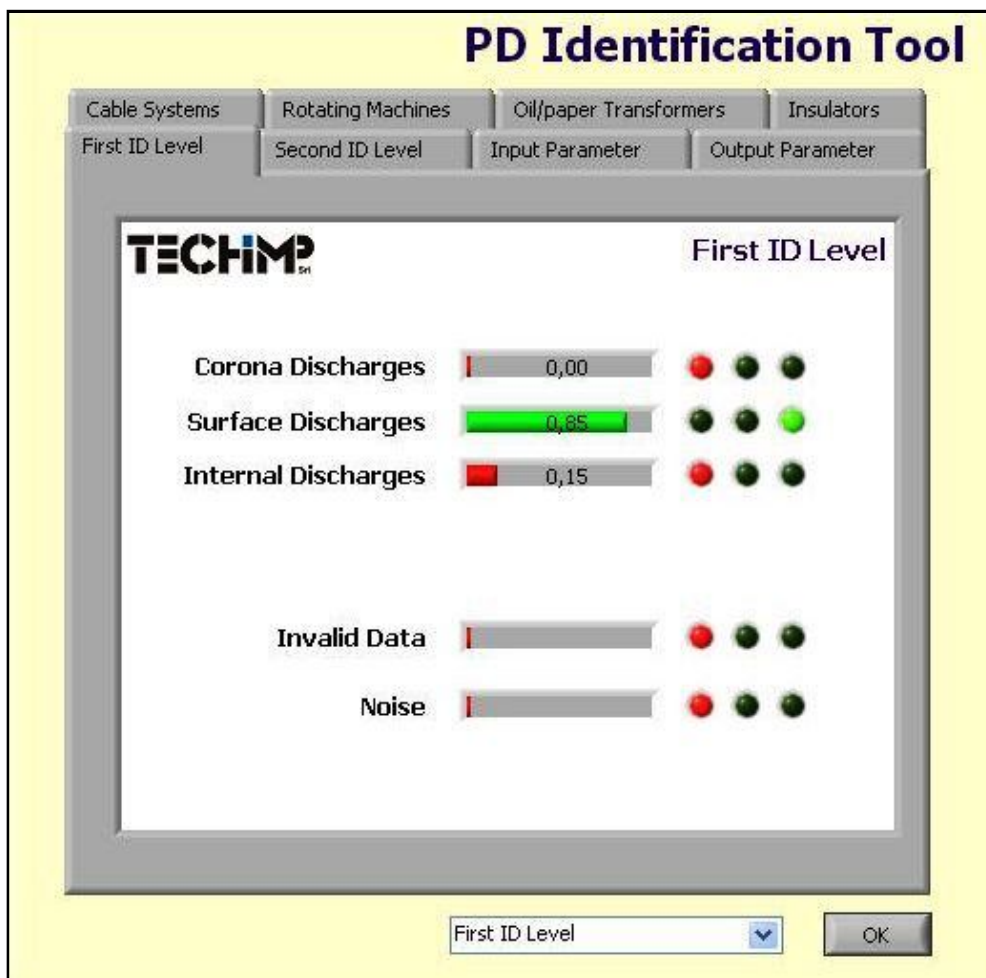 PD Identification Tool
Cable Systems Rotating Machines Oil/paper Transformers Insulators
First ID Level Second ID Level Input Parameter Output Parameter
TECHIMP Srl First ID Level
Corona Discharges 0,00
Surface Discharges 0,85
Internal Discharges 0,15
Invalid Data
Noise
First ID Level OK